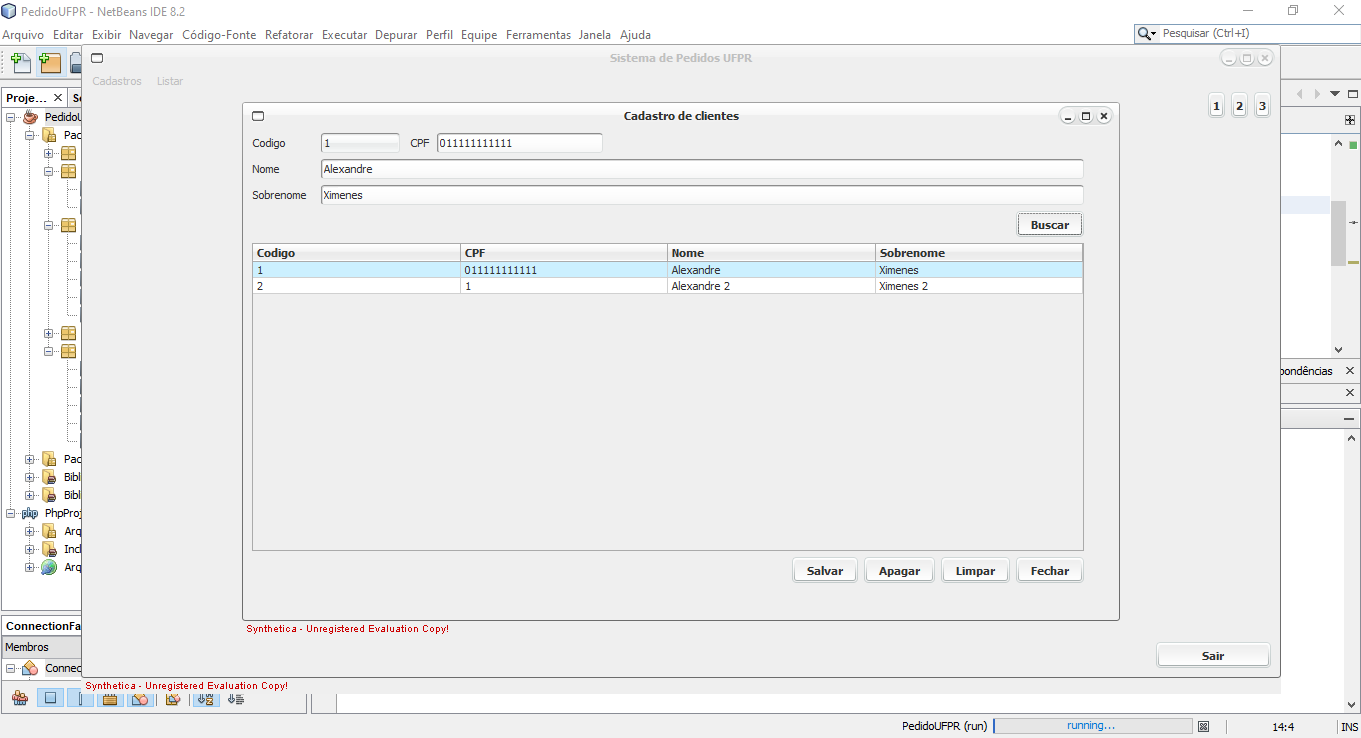 PedidoUFPR - NetBeans IDE 8.2
Arquivo Editar Exibir Navegar Código-Fonte Refatorar Executar Depurar Perfil Equipe Ferramentas Janela Ajuda
Pesquisar (Ctrl+I)
Sistema de Pedidos UFPR
Cadastros Listar
Proje...
1 2 3
Cadastro de clientes
Codigo 1 CPF 011111111111
Nome Alexandre
Sobrenome Ximenes
Buscar
Codigo CPF Nome Sobrenome
1 011111111111 Alexandre Ximenes
2 1 Alexandre 2 Ximenes 2
Salvar Apagar Limpar Fechar
Synthetica - Unregistered Evaluation Copy!
Sair
Synthetica - Unregistered Evaluation Copy!
PedidoU
Pac
Pac
Bibl
Bibl
php PhpProj
Arq
Incl
Arq
ondências
ConnectionFa
Membros
Connec
PedidoUFPR (run) running... 14:4 INS